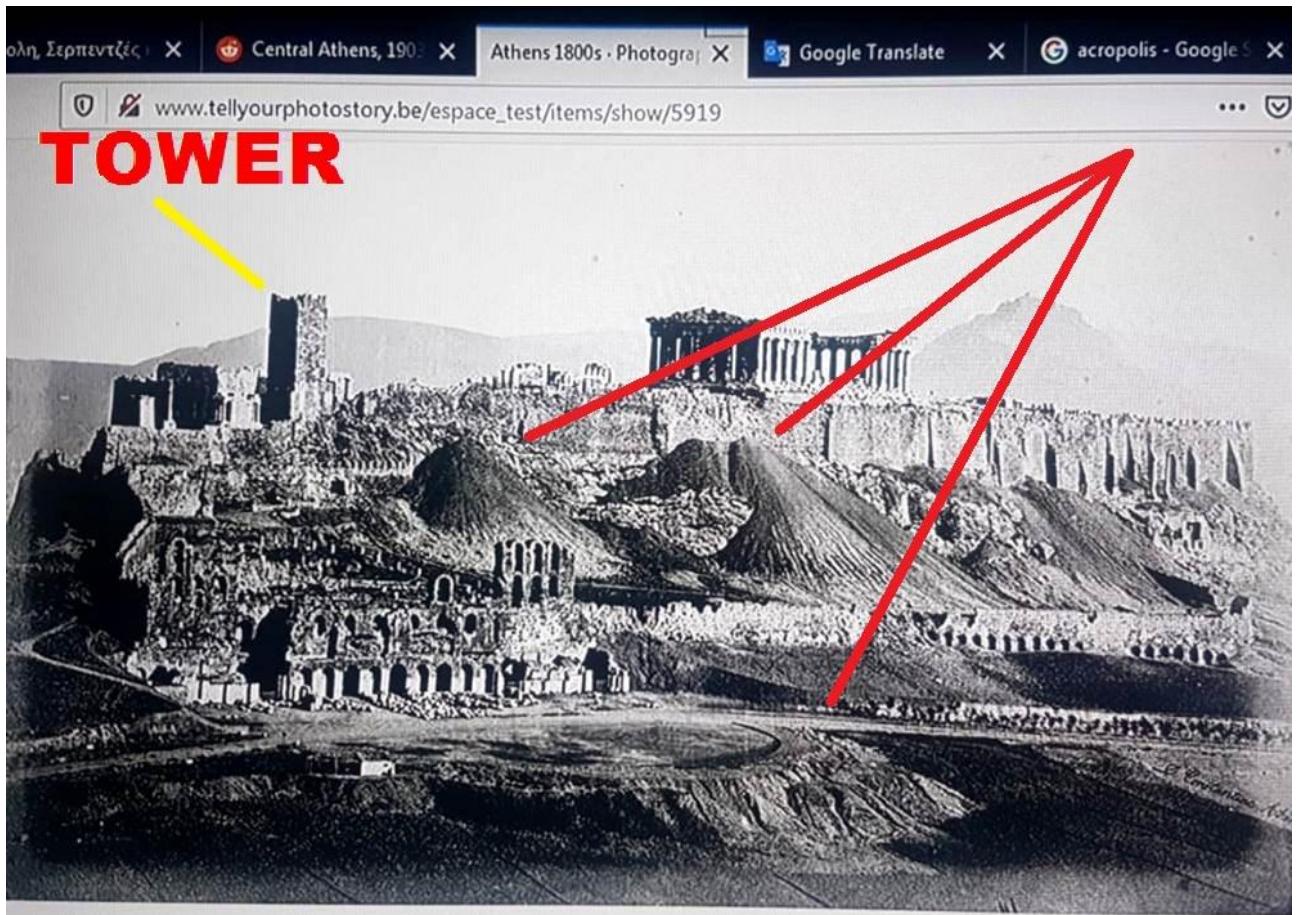 ολη, Σερπεντζές
Central Athens, 190
Athens 1800s · Photogra
Google Translate
acropolis - Google S
www.tellyourphotostory.be/espace_test/items/show/5919
TOWER